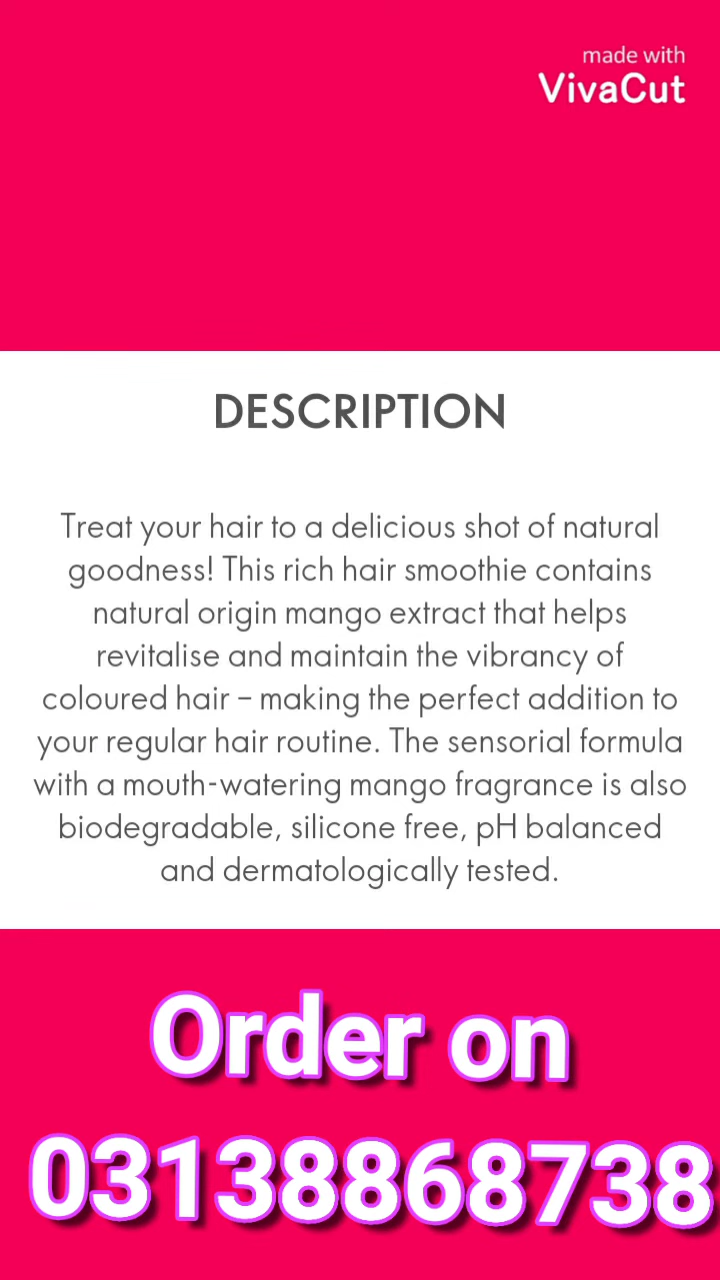 made with
VivaCut
DESCRIPTION
Treat your hair to a delicious shot of natural
goodness! This rich hair smoothie contains
natural origin mango extract that helps
revitalise and maintain the vibrancy of
coloured hair – making the perfect addition to
your regular hair routine. The sensorial formula
with a mouth-watering mango fragrance is also
biodegradable, silicone free, pH balanced
and dermatologically tested.
Order on
03138868738